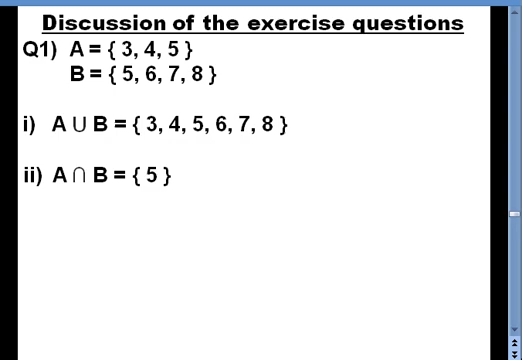 Discussion of the exercise questions
Q1) A = { 3, 4, 5 }
B = { 5, 6, 7, 8 }
i) A ∪ B = { 3, 4, 5, 6, 7, 8 }
ii) A ∩ B = { 5 }